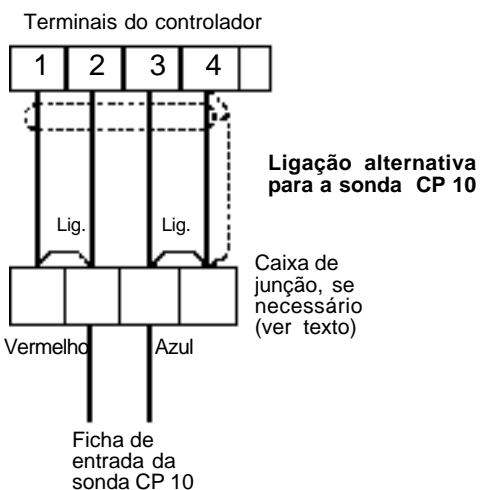 Terminais do controlador
1 2 3 4
Ligação alternativa
para a sonda CP 10
Lig. Lig.
Caixa de
junção, se
necessário
(ver texto)
Vermelho Azul
Ficha de
entrada da
sonda CP 10